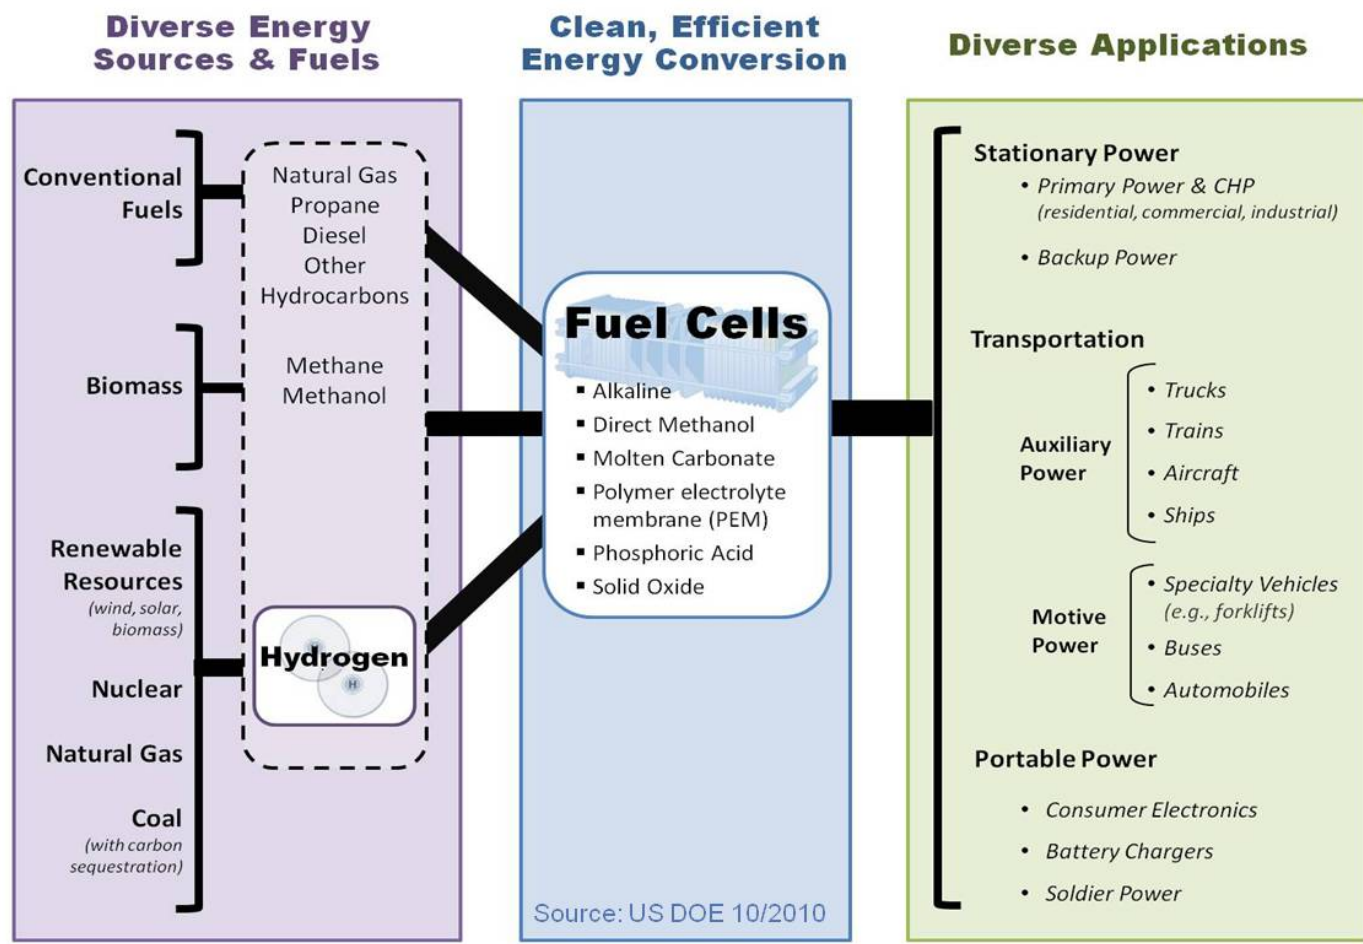 Diverse Energy
Sources & Fuels
Conventional
Fuels
Biomass
Renewable
Resources
(wind, solar,
biomass)
Nuclear
Natural Gas
Coal
(with carbon
sequestration)
Natural Gas
Propane
Diesel
Other
Hydrocarbons
Methane
Methanol
H
Hydrogen
H
Clean, Efficient
Energy Conversion
Fuel Cells
▪ Alkaline
▪ Direct Methanol
▪ Molten Carbonate
▪ Polymer electrolyte
membrane (PEM)
▪ Phosphoric Acid
▪ Solid Oxide
Source: US DOE 10/2010
Diverse Applications
Stationary Power
• Primary Power & CHP
(residential, commercial, industrial)
• Backup Power
Transportation
Auxiliary
Power
• Trucks
• Trains
• Aircraft
• Ships
Motive
Power
• Specialty Vehicles
(e.g., forklifts)
• Buses
• Automobiles
Portable Power
• Consumer Electronics
• Battery Chargers
• Soldier Power